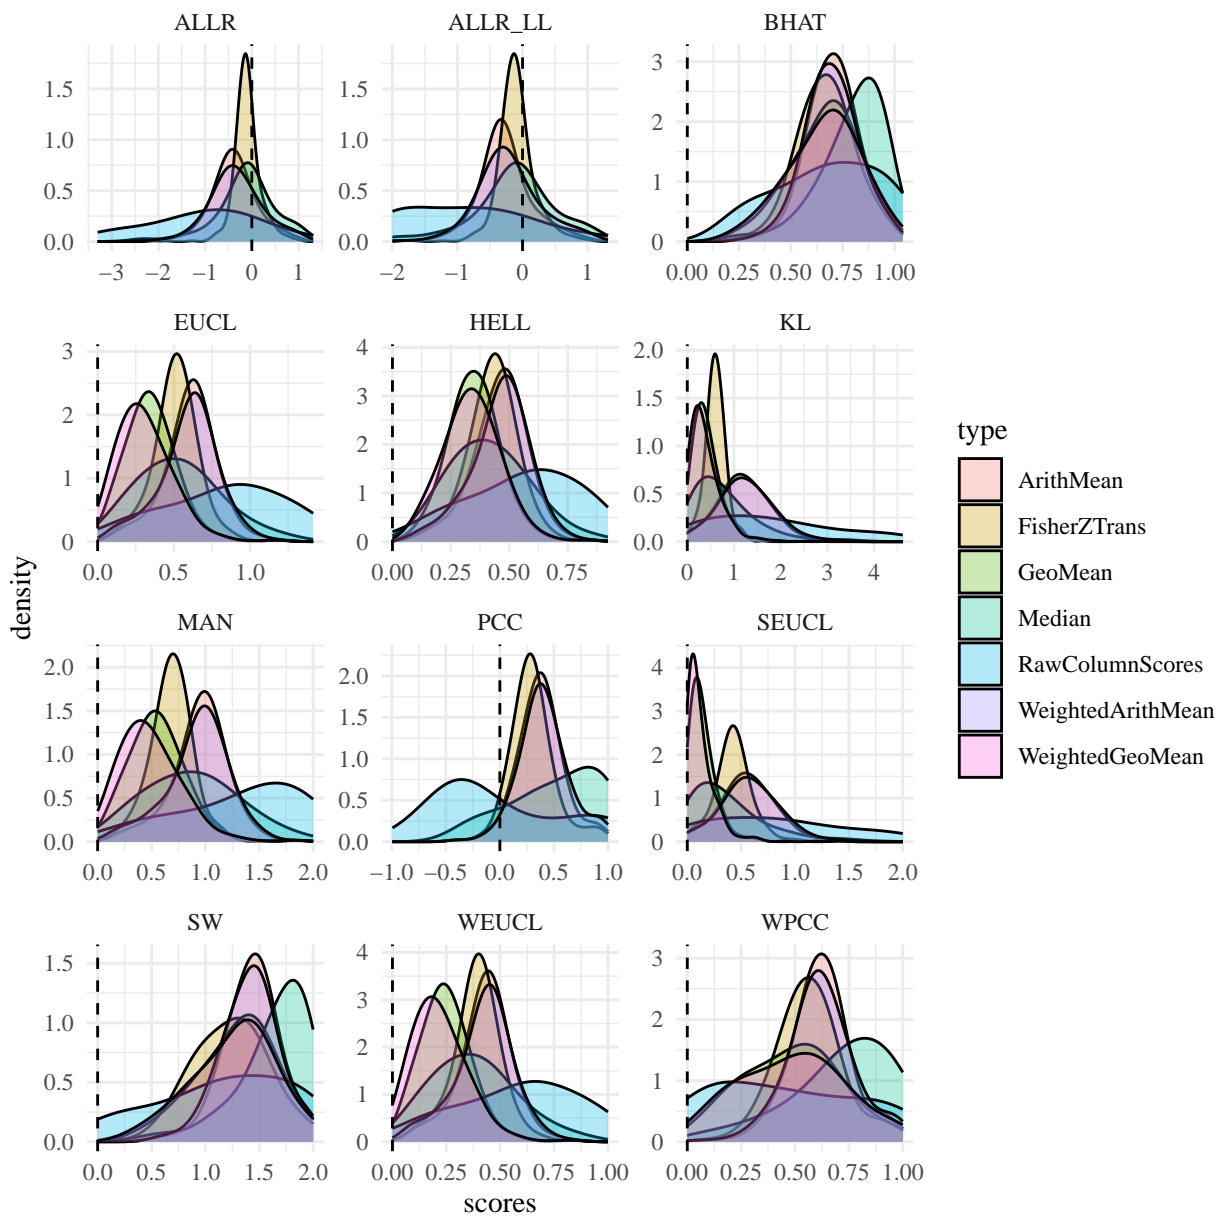 ALLR ALLR_LL BHAT
1.5
1.0
0.5
0.0
−3 −2 −1 0 1
1.5
1.0
0.5
0.0
−2 −1 0 1
3
2
1
0
0.00 0.25 0.50 0.75 1.00
EUCL HELL KL
3
2
1
0
0.0 0.5 1.0
4
3
2
1
0
0.00 0.25 0.50 0.75
2.0
1.5
1.0
0.5
0.0
0 1 2 3 4
MAN PCC SEUCL
2.0
1.5
1.0
0.5
0.0
0.0 0.5 1.0 1.5 2.0
2.0
1.5
1.0
0.5
0.0
−1.0 −0.5 0.0 0.5 1.0
4
3
2
1
0
0.0 0.5 1.0 1.5 2.0
SW WEUCL WPCC
1.5
1.0
0.5
0.0
0.0 0.5 1.0 1.5 2.0
4
3
2
1
0
0.00 0.25 0.50 0.75 1.00
3
2
1
0
0.00 0.25 0.50 0.75 1.00
density
scores
type
ArithMean
FisherZTrans
GeoMean
Median
RawColumnScores
WeightedArithMean
WeightedGeoMean